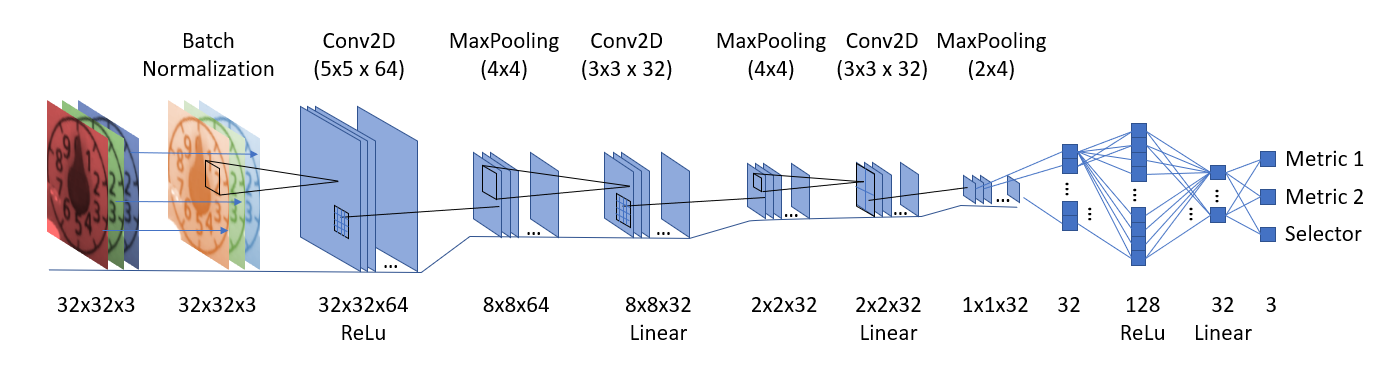 Batch
Normalization
Conv2D
(5x5 x 64)
MaxPooling
(4x4)
Conv2D
(3x3 x 32)
MaxPooling
(4x4)
Conv2D
(3x3 x 32)
MaxPooling
(2x4)
...
...
...
...
...
...
Metric 1
Metric 2
Selector
32x32x3
32x32x3
32x32x64
ReLu
8x8x64
8x8x32
Linear
2x2x32
2x2x32
Linear
1x1x32
32
128
ReLu
32
Linear
3